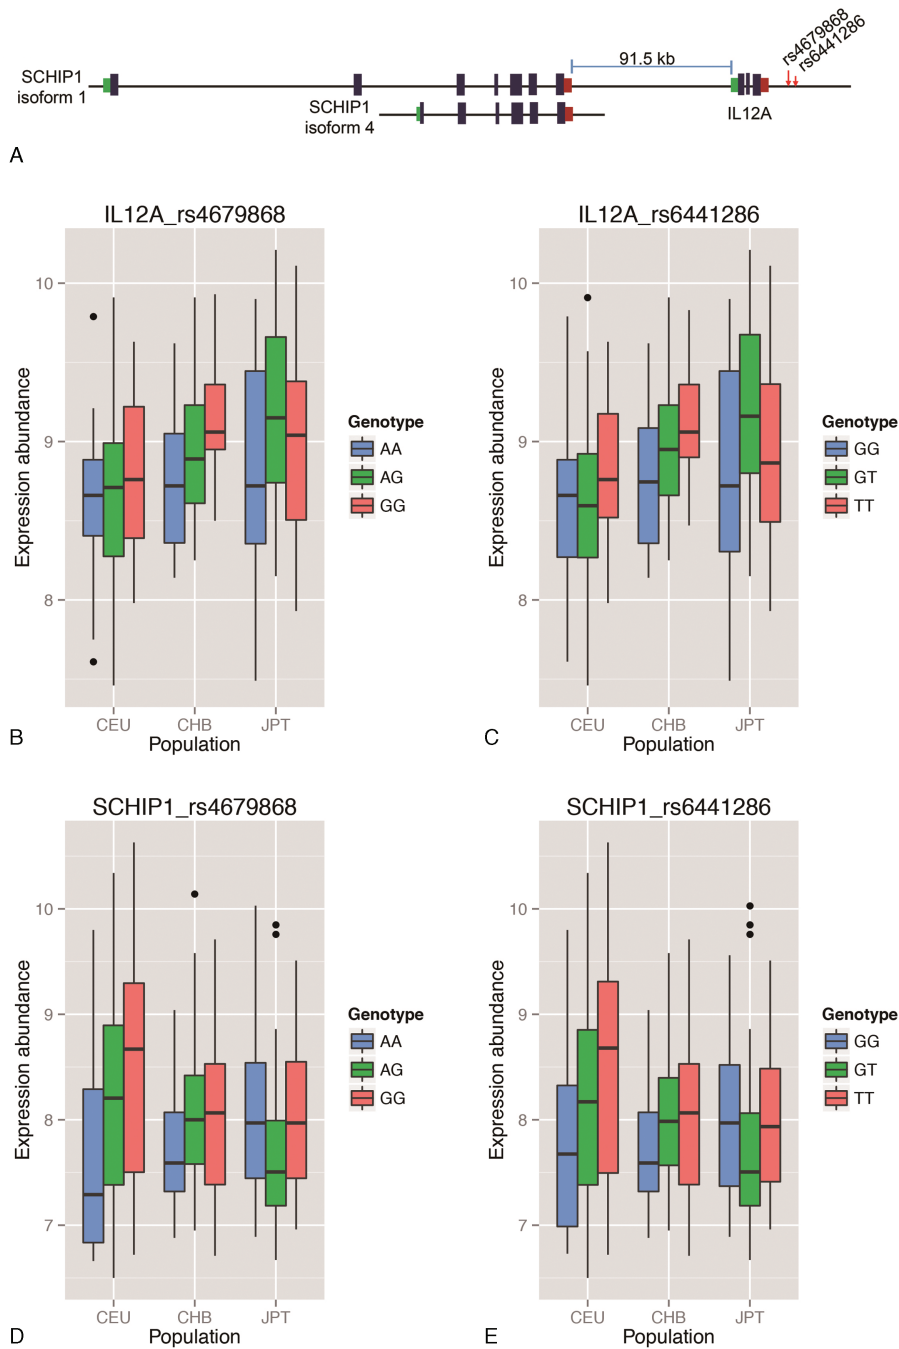 rs4679868
rs6441286
91.5 kb
SCHIP1
isoform 1
SCHIP1
isoform 4
IL12A
A
IL12A_rs4679868
10
9
8
Expression abundance
CEU CHB JPT
Population
Genotype
AA
AG
GG
B
IL12A_rs6441286
10
9
8
Expression abundance
CEU CHB JPT
Population
Genotype
GG
GT
TT
C
SCHIP1_rs4679868
10
9
8
7
Expression abundance
CEU CHB JPT
Population
Genotype
AA
AG
GG
D
SCHIP1_rs6441286
10
9
8
7
Expression abundance
CEU CHB JPT
Population
Genotype
GG
GT
TT
E